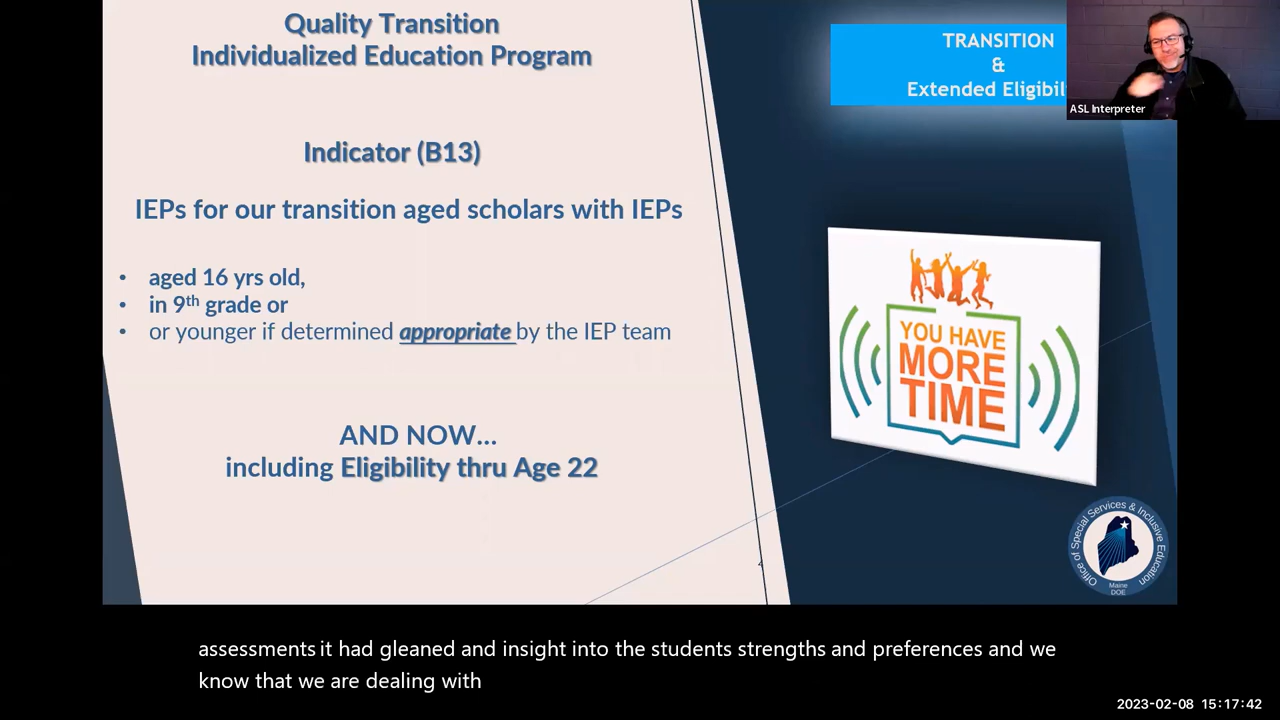 Quality Transition
Individualized Education Program
Indicator (B13)
IEPs for our transition aged scholars with IEPs
• aged 16 yrs old,
• in 9th grade or
• or younger if determined appropriate by the IEP team
AND NOW...
including Eligibility thru Age 22
TRANSITION
&
Extended Eligibil
ASL Interpreter
YOU HAVE
MORE
TIME
Office of Special Services & Inclusive Education
Maine
DOE
assessments it had gleaned and insight into the students strengths and preferences and we
know that we are dealing with
2023-02-08 15:17:42